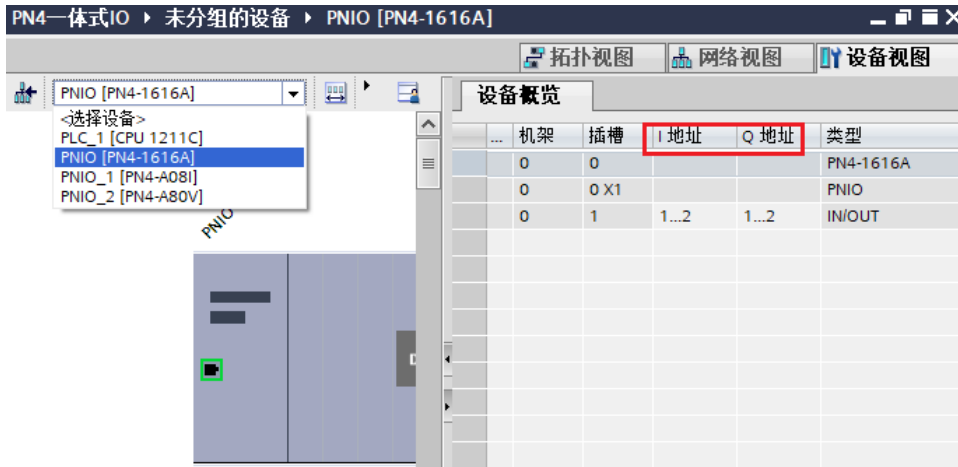 PN4一体式IO ▸ 未分组的设备 ▸ PNIO [PN4-1616A]
拓扑视图 网络视图 设备视图
PNIO [PN4-1616A]
<选择设备>
PLC_1 [CPU 1211C]
PNIO [PN4-1616A]
PNIO_1 [PN4-A08I]
PNIO_2 [PN4-A80V]
PNIO
设备概览
... 机架 插槽 I 地址 Q 地址 类型
0 0 PN4-1616A
0 0 X1 PNIO
0 1 1...2 1...2 IN/OUT